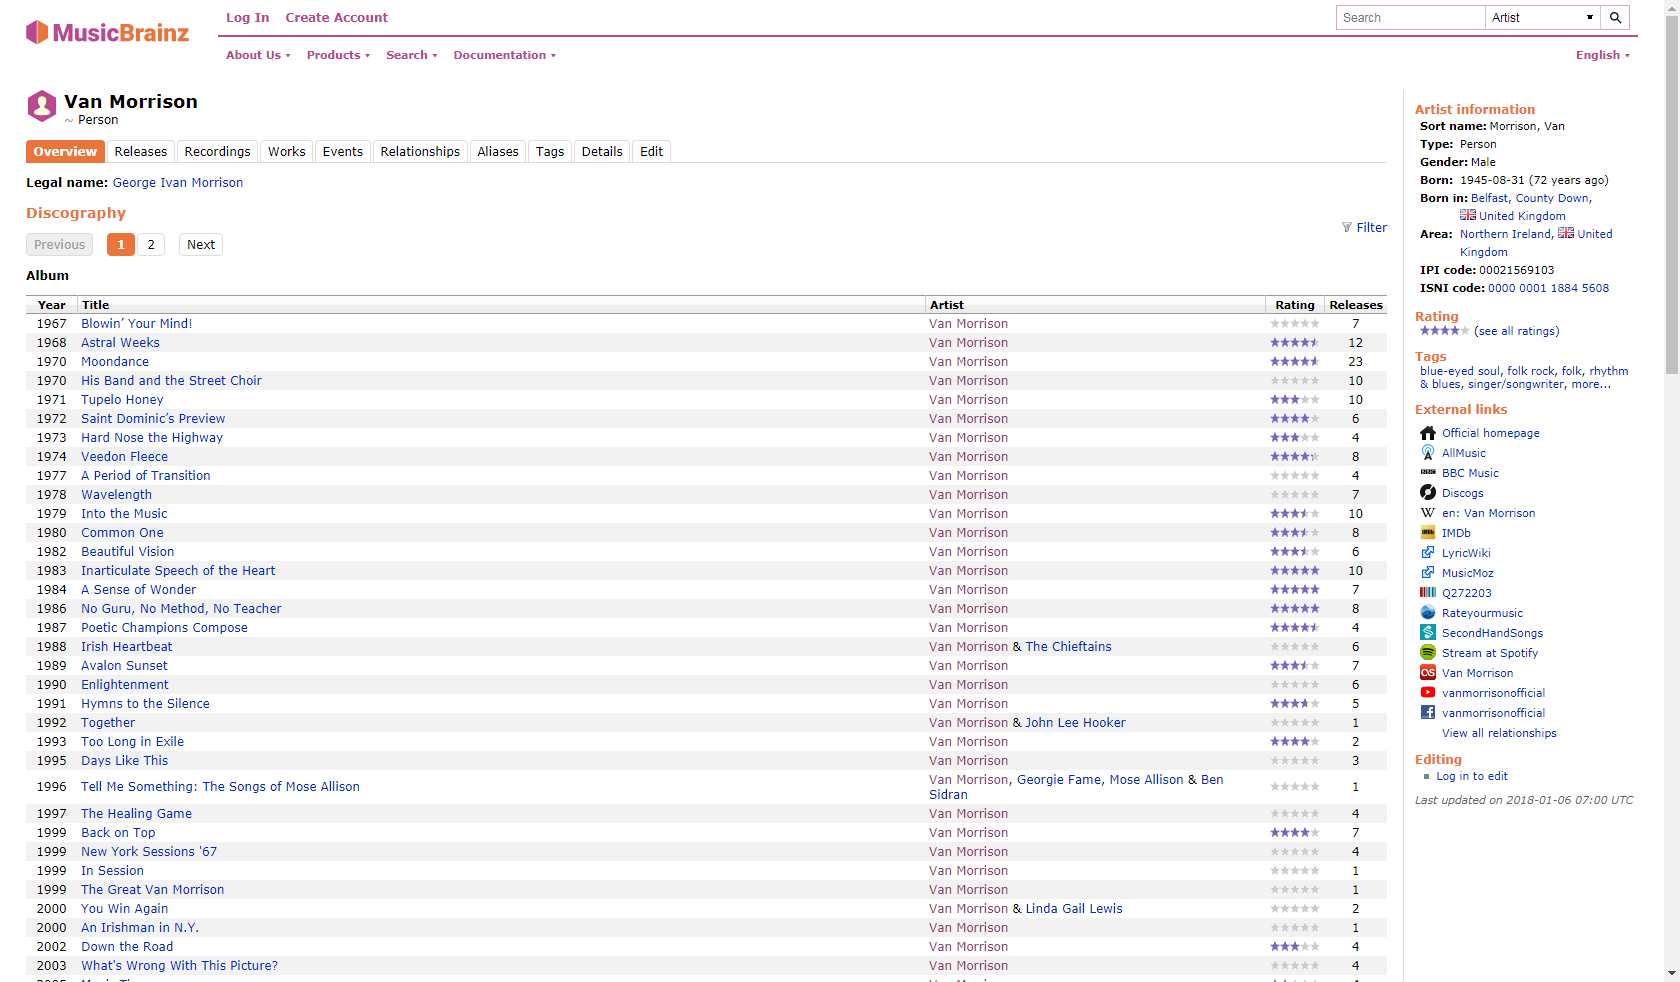 MusicBrainz
Log In Create Account
Search Artist
About Us Products Search Documentation
English
Van Morrison
~ Person
Overview Releases Recordings Works Events Relationships Aliases Tags Details Edit
Legal name: George Ivan Morrison
Discography
Filter
Previous 1 2 Next
Album
Year Title Artist Rating Releases
1967 Blowin’ Your Mind! Van Morrison 7
1968 Astral Weeks Van Morrison 12
1970 Moondance Van Morrison 23
1970 His Band and the Street Choir Van Morrison 10
1971 Tupelo Honey Van Morrison 10
1972 Saint Dominic’s Preview Van Morrison 6
1973 Hard Nose the Highway Van Morrison 4
1974 Veedon Fleece Van Morrison 8
1977 A Period of Transition Van Morrison 4
1978 Wavelength Van Morrison 7
1979 Into the Music Van Morrison 10
1980 Common One Van Morrison 8
1982 Beautiful Vision Van Morrison 6
1983 Inarticulate Speech of the Heart Van Morrison 10
1984 A Sense of Wonder Van Morrison 7
1986 No Guru, No Method, No Teacher Van Morrison 8
1987 Poetic Champions Compose Van Morrison 4
1988 Irish Heartbeat Van Morrison & The Chieftains 6
1989 Avalon Sunset Van Morrison 7
1990 Enlightenment Van Morrison 6
1991 Hymns to the Silence Van Morrison 5
1992 Together Van Morrison & John Lee Hooker 1
1993 Too Long in Exile Van Morrison 2
1995 Days Like This Van Morrison 3
1996 Tell Me Something: The Songs of Mose Allison Van Morrison, Georgie Fame, Mose Allison & Ben Sidran 1
1997 The Healing Game Van Morrison 4
1999 Back on Top Van Morrison 7
1999 New York Sessions '67 Van Morrison 4
1999 In Session Van Morrison 1
1999 The Great Van Morrison Van Morrison 1
2000 You Win Again Van Morrison & Linda Gail Lewis 2
2000 An Irishman in N.Y. Van Morrison 1
2002 Down the Road Van Morrison 4
2003 What's Wrong With This Picture? Van Morrison 4
Artist information
Sort name: Morrison, Van
Type: Person
Gender: Male
Born: 1945-08-31 (72 years ago)
Born in: Belfast, County Down,
United Kingdom
Area: Northern Ireland, United
Kingdom
IPI code: 00021569103
ISNI code: 0000 0001 1884 5608
Rating
(see all ratings)
Tags
blue-eyed soul, folk rock, folk, rhythm
& blues, singer/songwriter, more...
External links
Official homepage
AllMusic
BBC Music
Discogs
en: Van Morrison
IMDb
LyricWiki
MusicMoz
Q272203
Rateyourmusic
SecondHandSongs
Stream at Spotify
Van Morrison
vanmorrisonofficial
vanmorrisonofficial
View all relationships
Editing
Log in to edit
Last updated on 2018-01-06 07:00 UTC